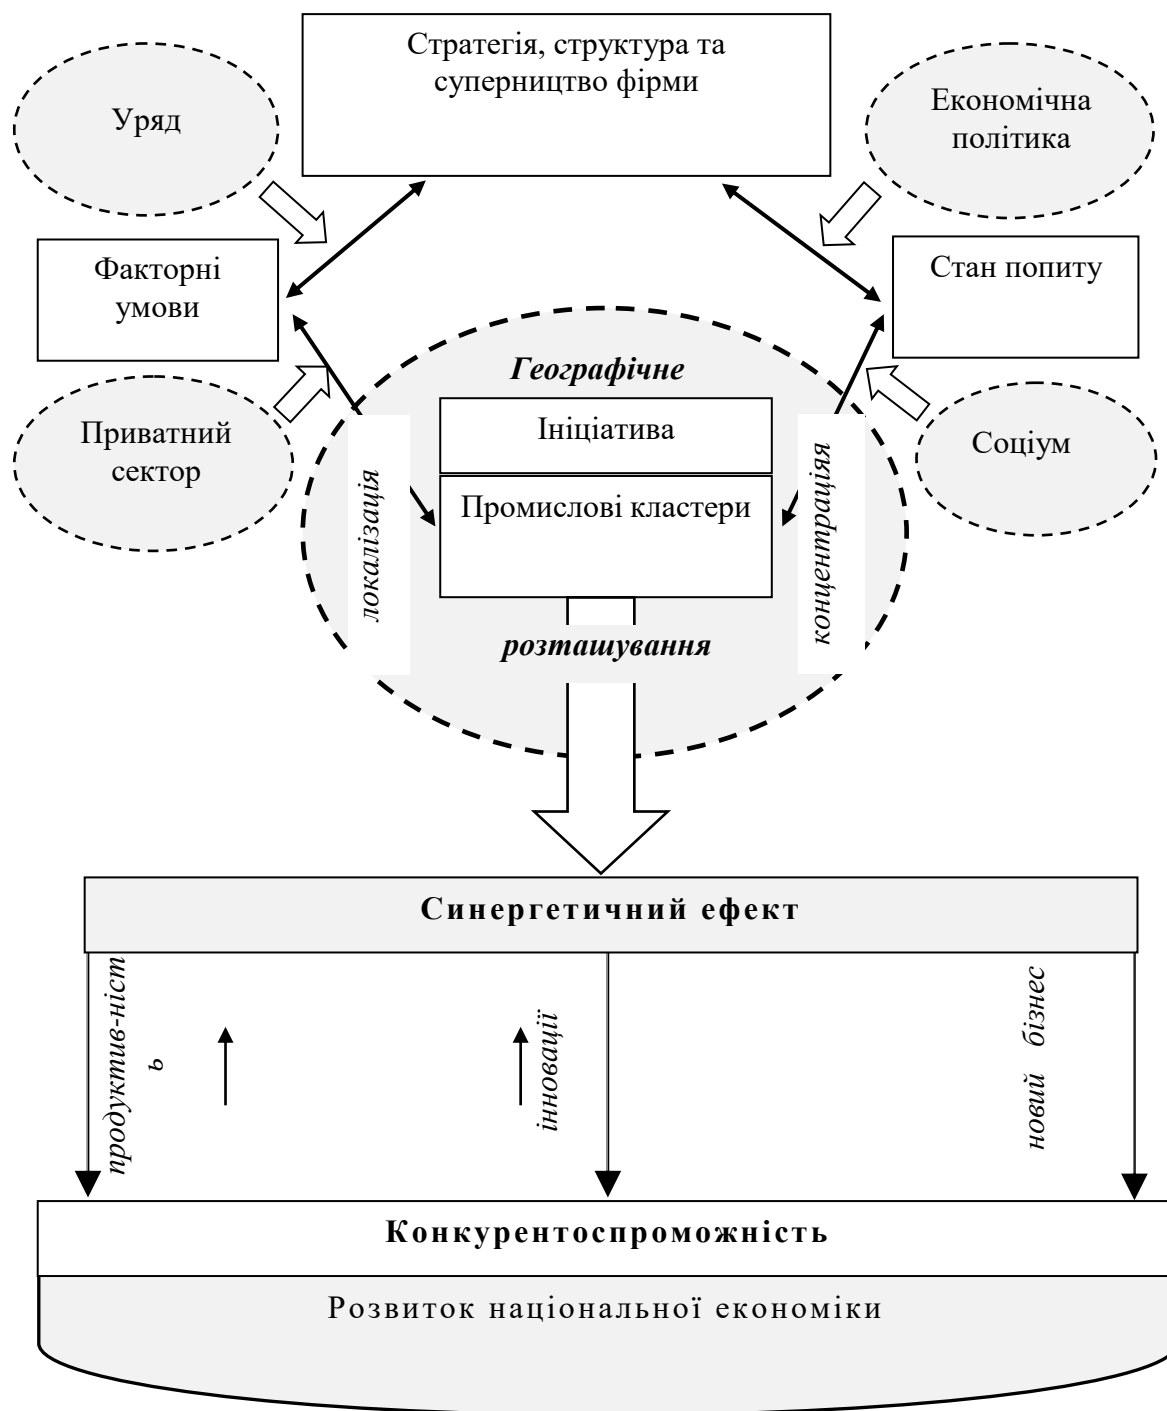 Стратегія, структура та
суперництво фірми
Уряд
Економічна
політика
Факторні
умови
Стан попиту
Географічне
Ініціатива
Приватний
сектор
Соціум
Промислові кластери
локалізація
концентраціяя
розташування
Синергетичний ефект
продуктив-ніст
ь
інновації
новий бізнес
Конкурентоспроможність
Розвиток національної економіки